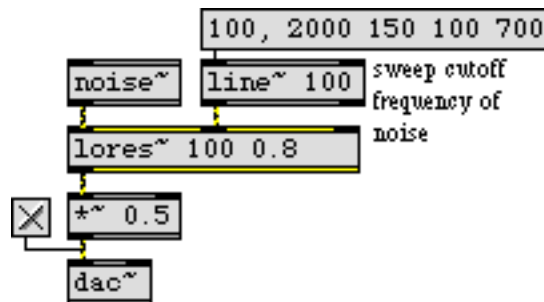 100, 2000 150 100 700
noise~
line~ 100
sweep cutoff
frequency of
noise
lores~ 100 0.8
*~ 0.5
dac~